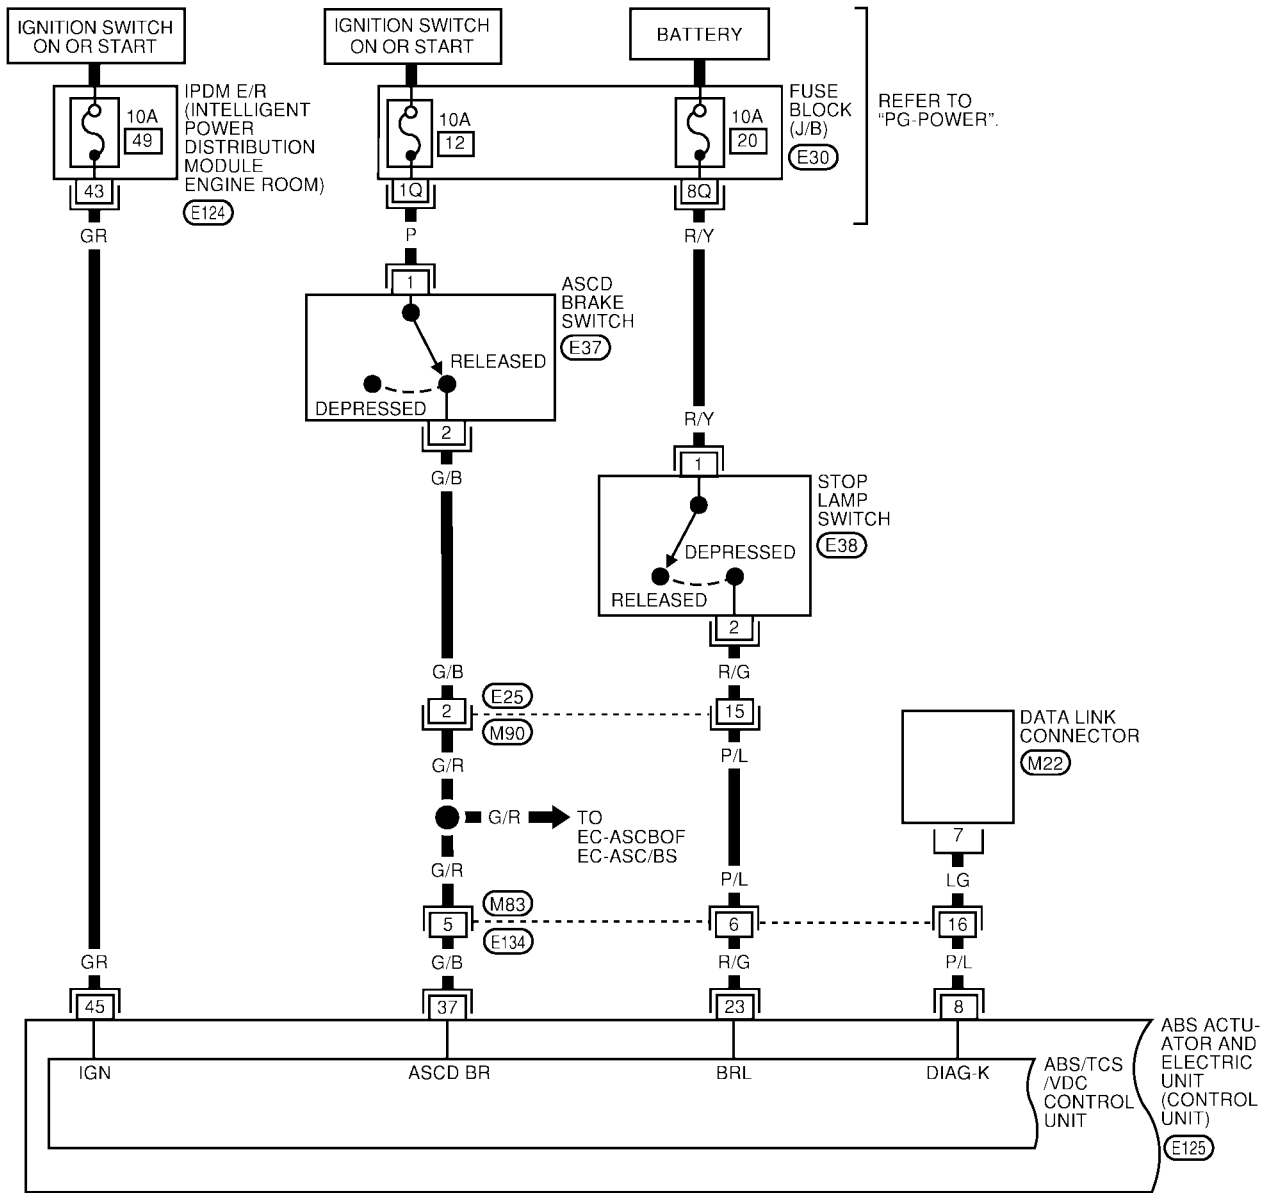 IGNITION SWITCH
ON OR START
IGNITION SWITCH
ON OR START
BATTERY
IPDM E/R
(INTELLIGENT
POWER
DISTRIBUTION
MODULE
ENGINE ROOM)
E124
10A
49
10A
12
10A
20
FUSE
BLOCK
(J/B)
E30
REFER TO
“PG-POWER”.
43
1Q
8Q
GR
P
R/Y
1
ASCD
BRAKE
SWITCH
E37
RELEASED
DEPRESSED
2
G/B
R/Y
1
STOP
LAMP
SWITCH
E38
DEPRESSED
RELEASED
2
G/B
R/G
2
E25
M90
15
G/R
P/L
DATA LINK
CONNECTOR
M22
G/R
TO
EC-ASCBOF
EC-ASC/BS
7
G/R
P/L
LG
5
M83
E134
6
16
GR
G/B
R/G
P/L
45
37
23
8
IGN
ASCD BR
BRL
DIAG-K
ABS/TCS
/VDC
CONTROL
UNIT
ABS ACTU-
ATOR AND
ELECTRIC
UNIT
(CONTROL
UNIT)
E125